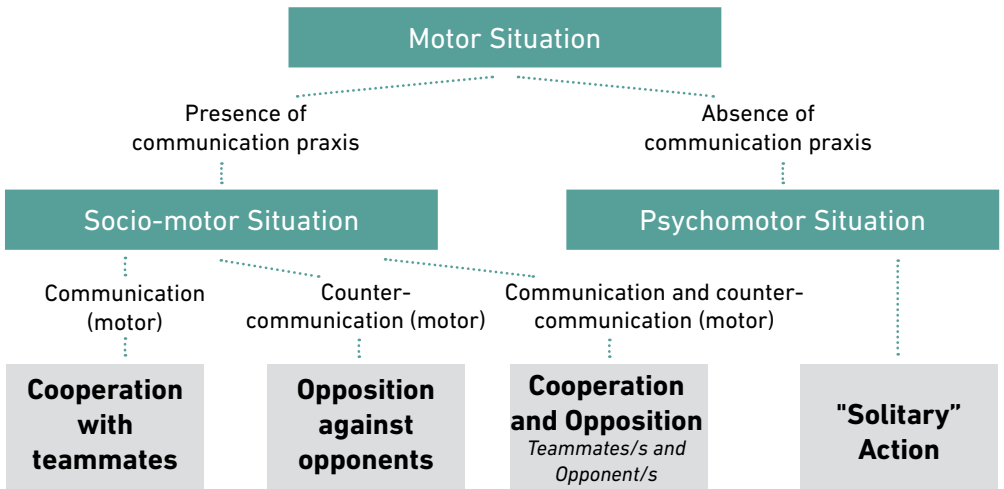 Motor Situation
Presence of
communication praxis
Absence of
communication praxis
Socio-motor Situation
Psychomotor Situation
Communication
(motor)
Counter-
communication (motor)
Communication and counter-
communication (motor)
Cooperation
with
teammates
Opposition
against
opponents
Cooperation
and Opposition
Teammates/s and
Opponent/s
"Solitary”
Action